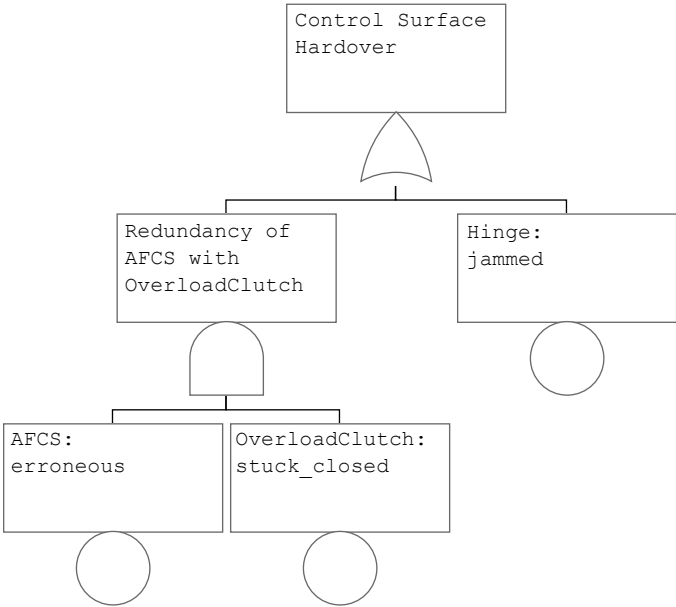 Control Surface
Hardover
Redundancy of
AFCS with
OverloadClutch
Hinge:
jammed
AFCS:
erroneous
OverloadClutch:
stuck_closed